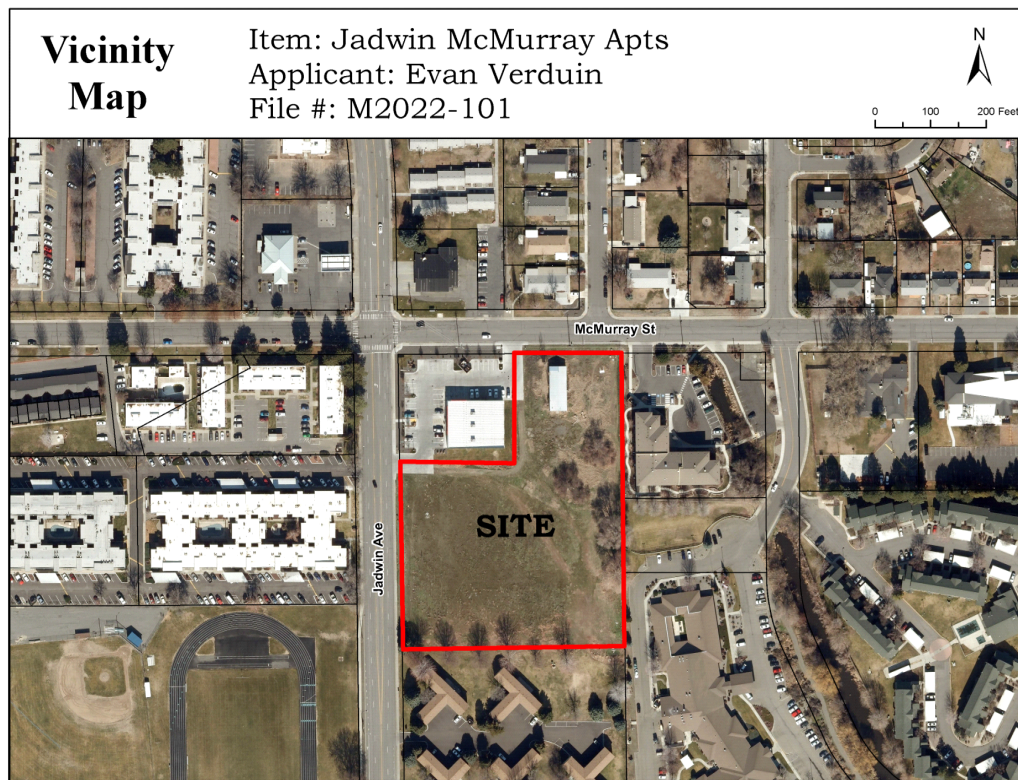 Vicinity
Map
Item: Jadwin McMurray Apts
Applicant: Evan Verduin
File #: M2022-101
N
0 100 200 Feet
McMurray St
SITE
Jadwin Ave